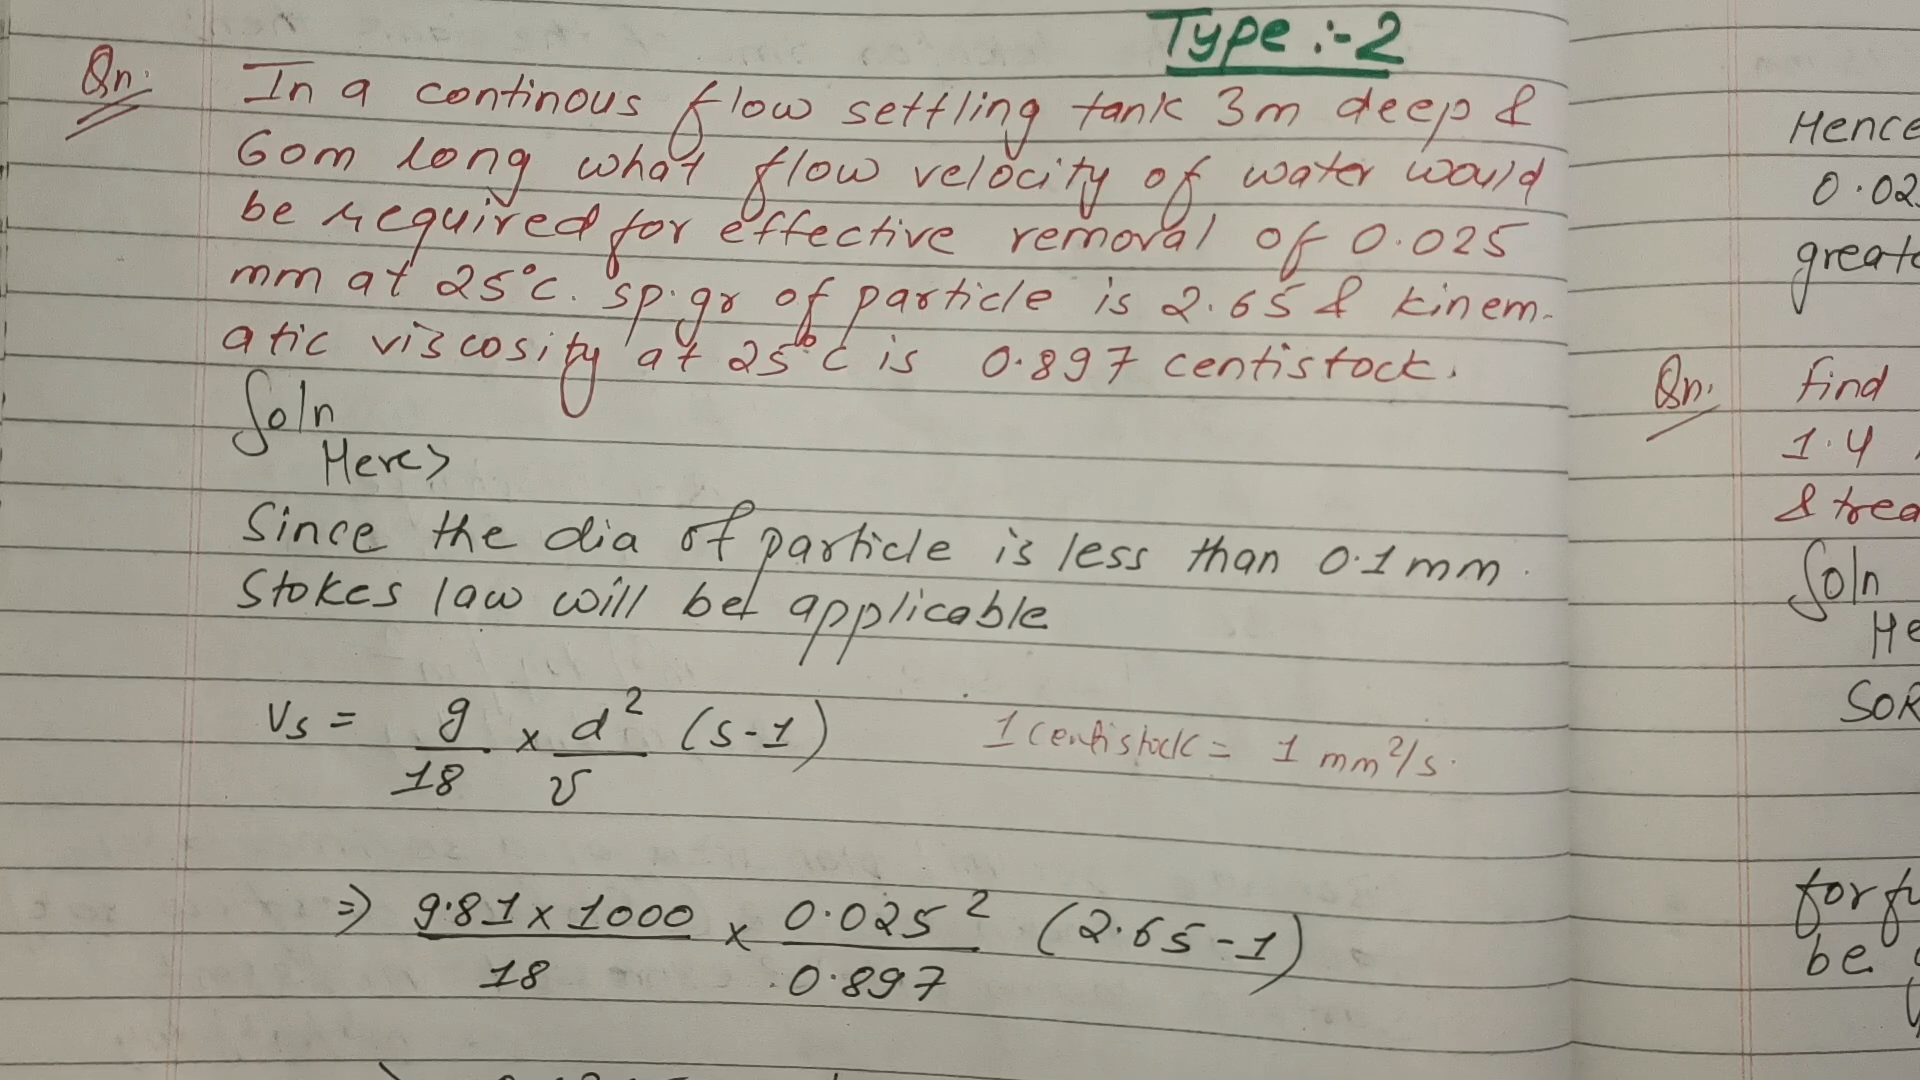 Type :- 2
Qn. In a continous flow settling tank 3m deep &
60m long what flow velocity of water would
be required for effective removal of 0.025
mm at 25°c. sp.gr of particle is 2.65 & kinem-
atic viscosity at 25°c is 0.897 centistock.
Soln
Here,
Since the dia of particle is less than 0.1mm.
Stokes law will be applicable
Vs = g/18 x d²/υ (s-1)
1 centistock = 1 mm²/s.
⇒ 9.81 x 1000/18 x 0.025²/0.897 (2.65-1)
Hence
0.02
Qn. find
1.4
&
Soln
for
be